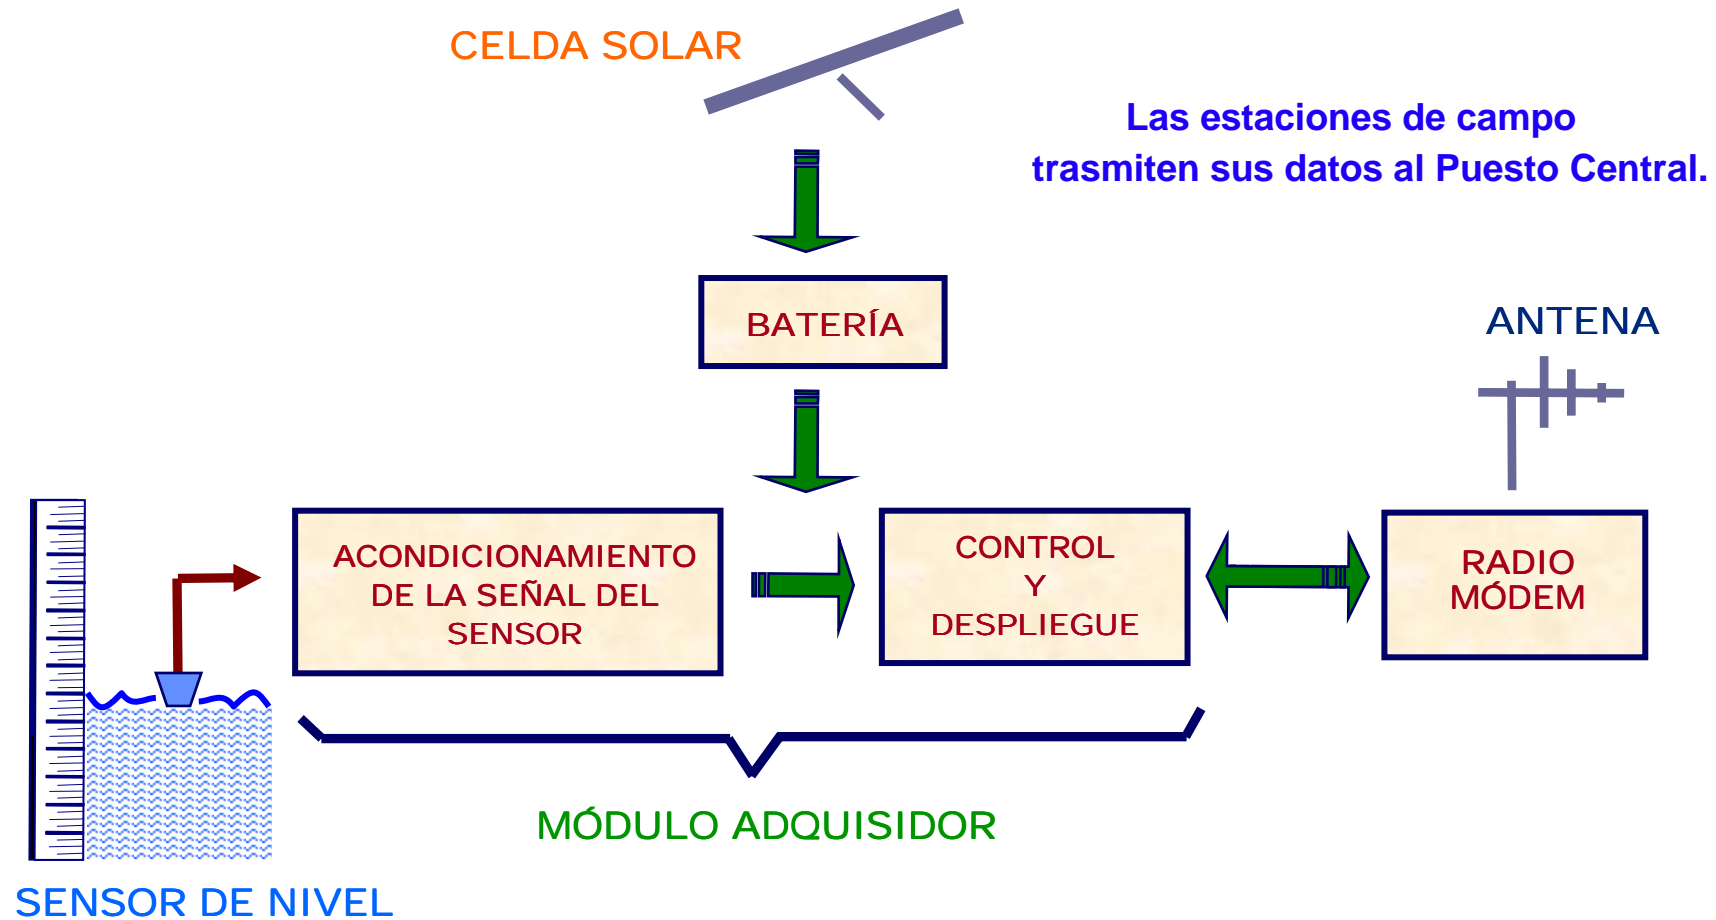 CELDA SOLAR
Las estaciones de campo
trasmiten sus datos al Puesto Central.
BATERÍA
ANTENA
ACONDICIONAMIENTO
DE LA SEÑAL DEL
SENSOR
CONTROL
Y
DESPLIEGUE
RADIO
MÓDEM
MÓDULO ADQUISIDOR
SENSOR DE NIVEL